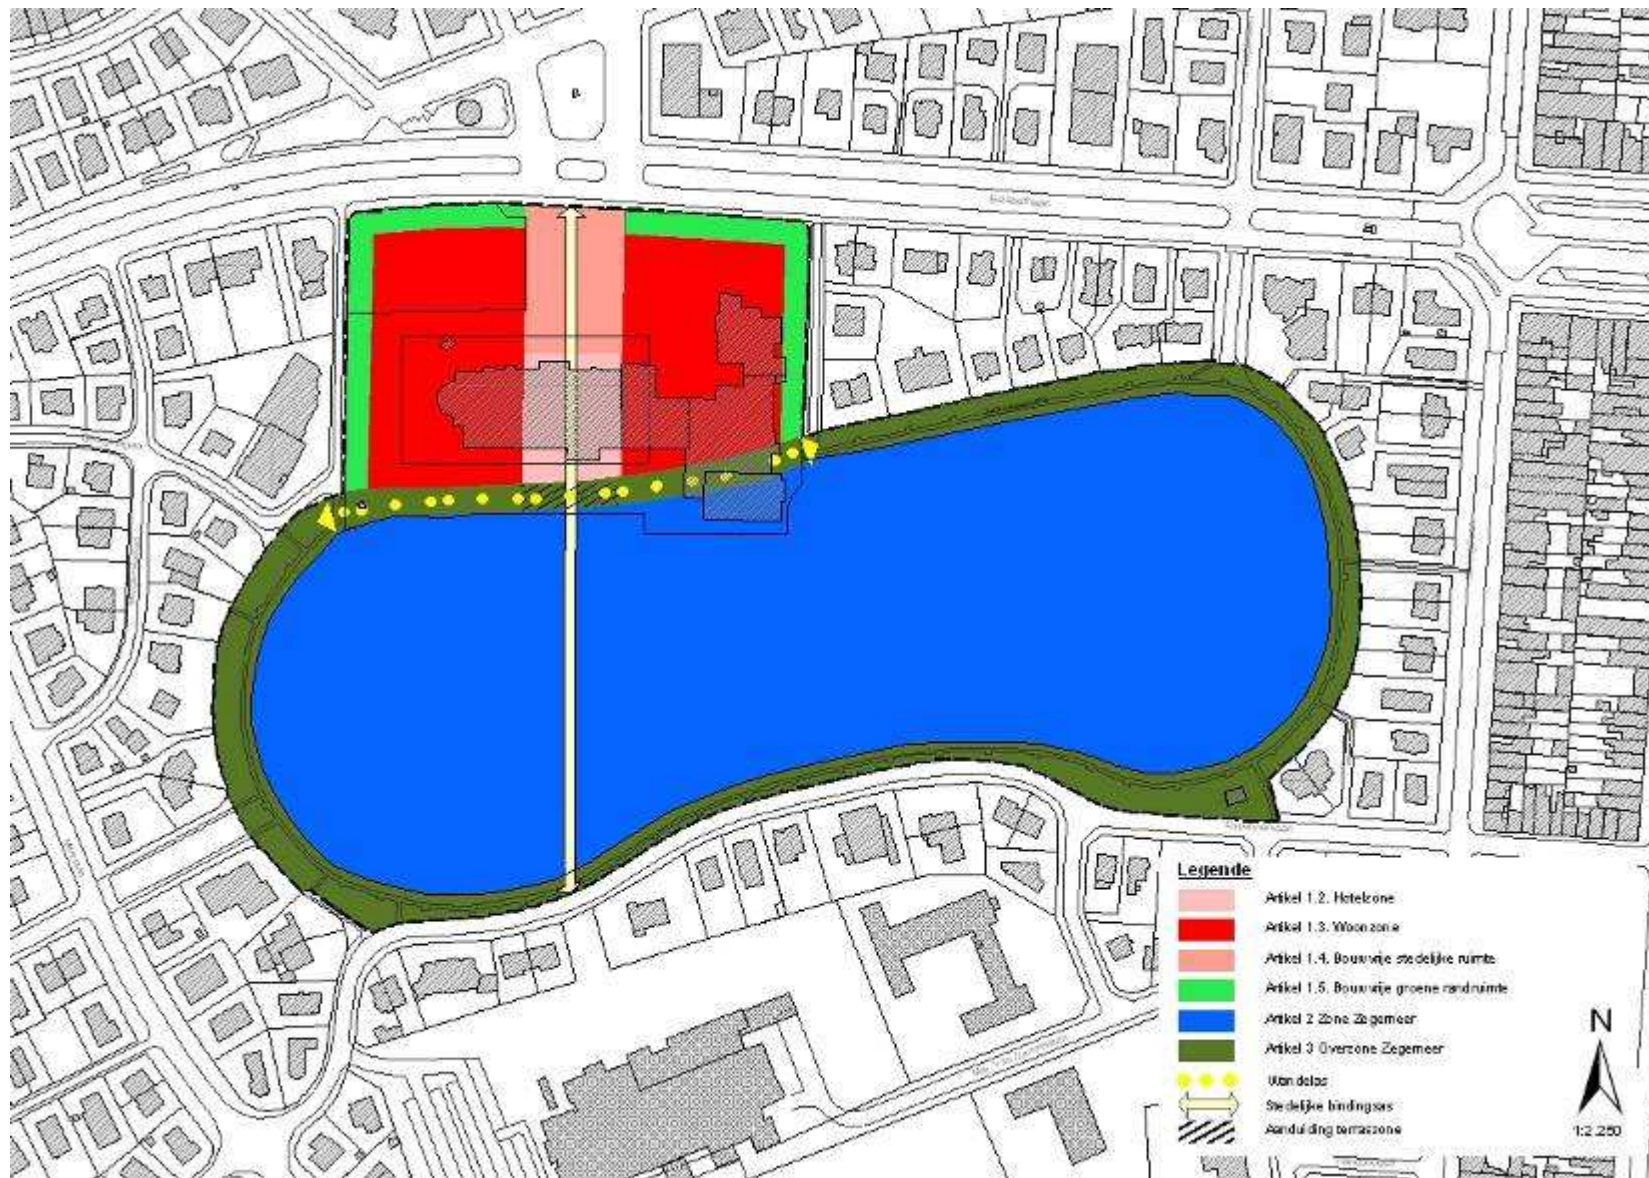 Legende
Artikel 1.2. Hotelzone
Artikel 1.3. Woonzone
Artikel 1.4. Bouwvrije stedelijke ruimte
Artikel 1.5. Bouwvrije groene randruimte
Artikel 2 Zone Zegemeer
Artikel 3 Oeverzone Zegemeer
Wandelas
Stedelijke bindingsas
Aanduiding terraszone
N
1:2.250